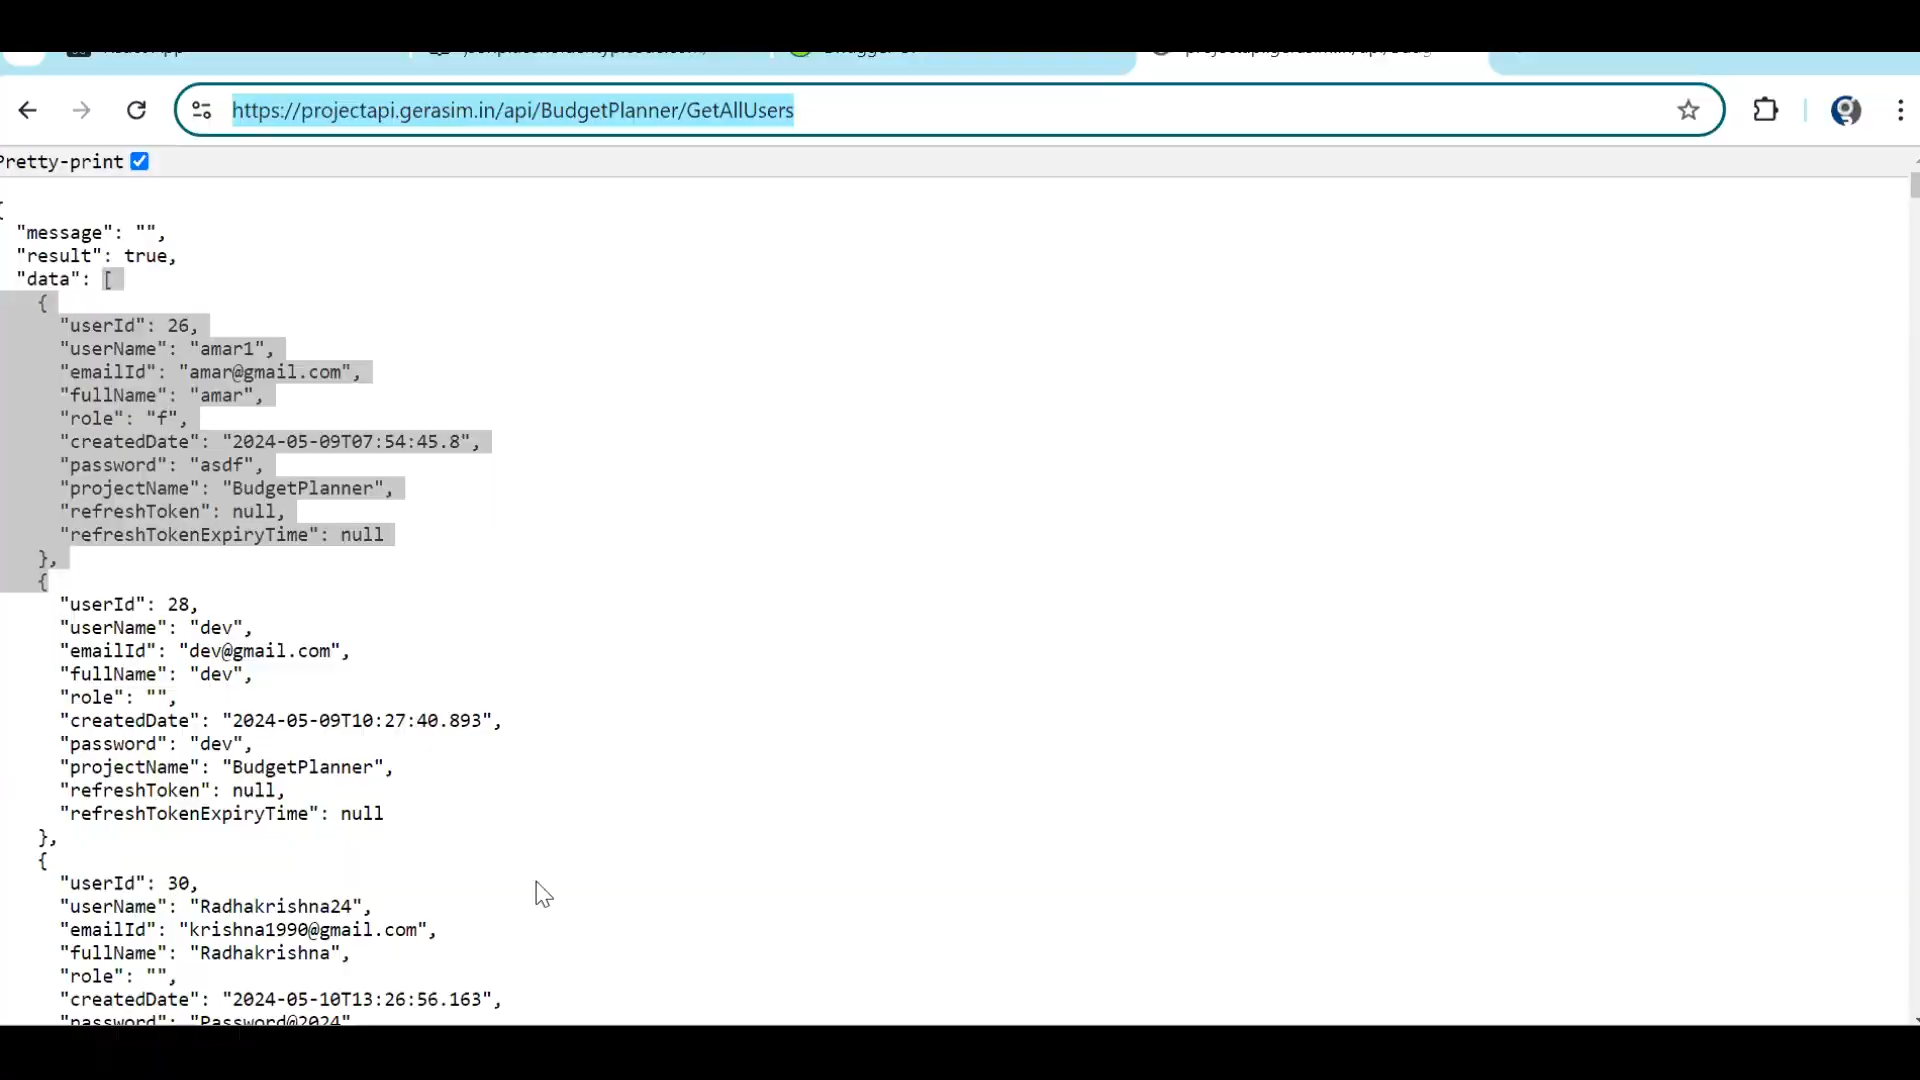 https://projectapi.gerasim.in/api/BudgetPlanner/GetAllUsers
Pretty-print
{
"message": "",
"result": true,
"data": [
{
"userId": 26,
"userName": "amar1",
"emailId": "amar@gmail.com",
"fullName": "amar",
"role": "f",
"createdDate": "2024-05-09T07:54:45.8",
"password": "asdf",
"projectName": "BudgetPlanner",
"refreshToken": null,
"refreshTokenExpiryTime": null
},
{
"userId": 28,
"userName": "dev",
"emailId": "dev@gmail.com",
"fullName": "dev",
"role": "",
"createdDate": "2024-05-09T10:27:40.893",
"password": "dev",
"projectName": "BudgetPlanner",
"refreshToken": null,
"refreshTokenExpiryTime": null
},
{
"userId": 30,
"userName": "Radhakrishna24",
"emailId": "krishna1990@gmail.com",
"fullName": "Radhakrishna",
"role": "",
"createdDate": "2024-05-10T13:26:56.163",
"password": "Password@2024"